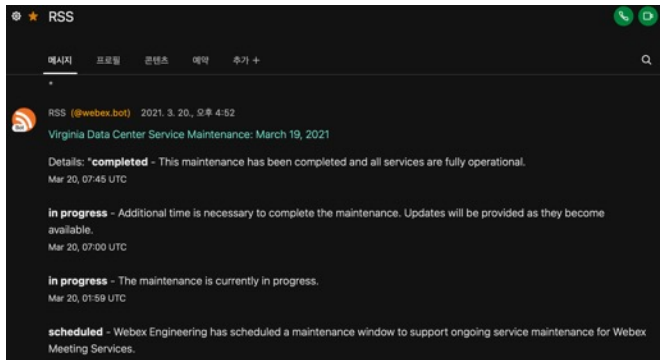 RSS
메시지 프로필 콘텐츠 예약 추가 +
RSS (@webex.bot) 2021. 3. 20., 오후 4:52
Bot
Virginia Data Center Service Maintenance: March 19, 2021
Details: "completed - This maintenance has been completed and all services are fully operational.
Mar 20, 07:45 UTC
in progress - Additional time is necessary to complete the maintenance. Updates will be provided as they become
available.
Mar 20, 07:00 UTC
in progress - The maintenance is currently in progress.
Mar 20, 01:59 UTC
scheduled - Webex Engineering has scheduled a maintenance window to support ongoing service maintenance for Webex
Meeting Services.